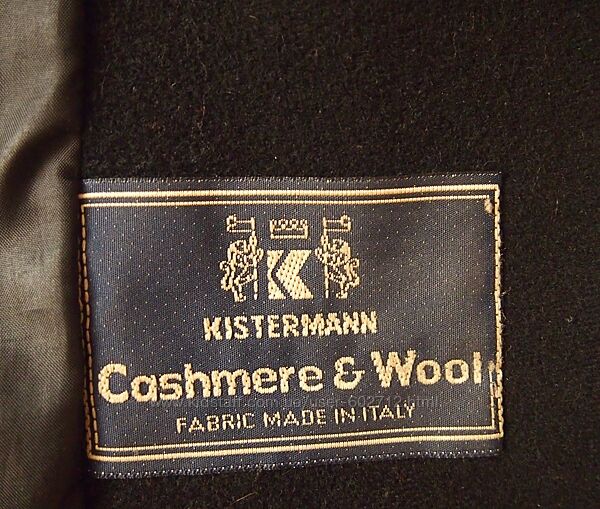 K
KISTERMANN
Cashmere & Wool
FABRIC MADE IN ITALY